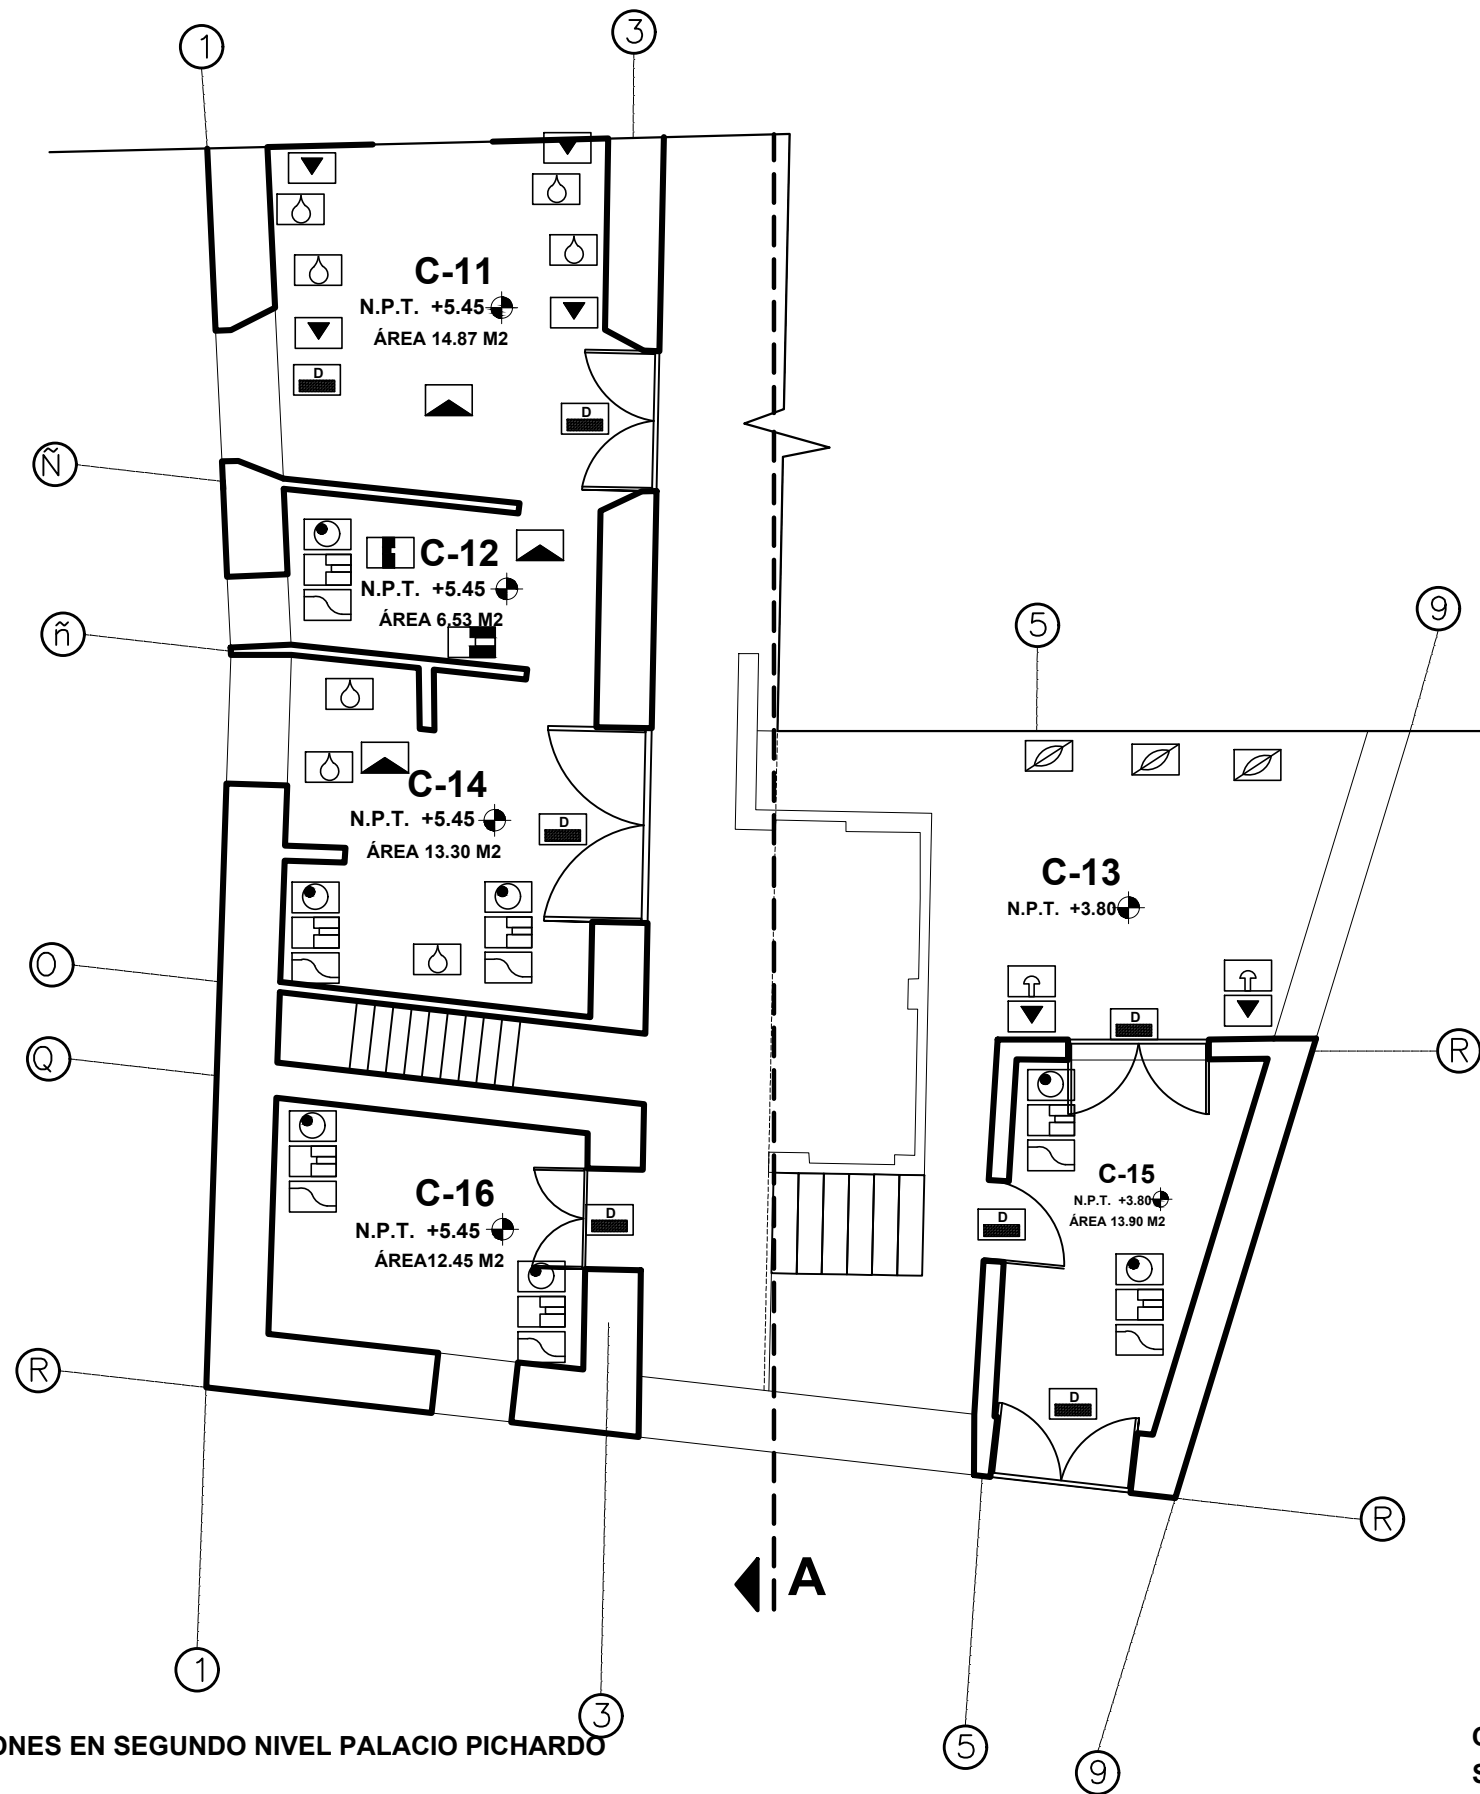 1
3
C-11
N.P.T. +5.45
ÁREA 14.87 M2
D
D
Ñ
C-12
N.P.T. +5.45
ÁREA 6.53 M2
ñ
5
9
C-14
N.P.T. +5.45
ÁREA 13.30 M2
D
C-13
N.P.T. +3.80
O
Q
D
R
C-15
N.P.T. +3.80
ÁREA 13.90 M2
C-16
N.P.T. +5.45
ÁREA12.45 M2
D
D
R
D
R
A
1
3
5
9
ONES EN SEGUNDO NIVEL PALACIO PICHARDO